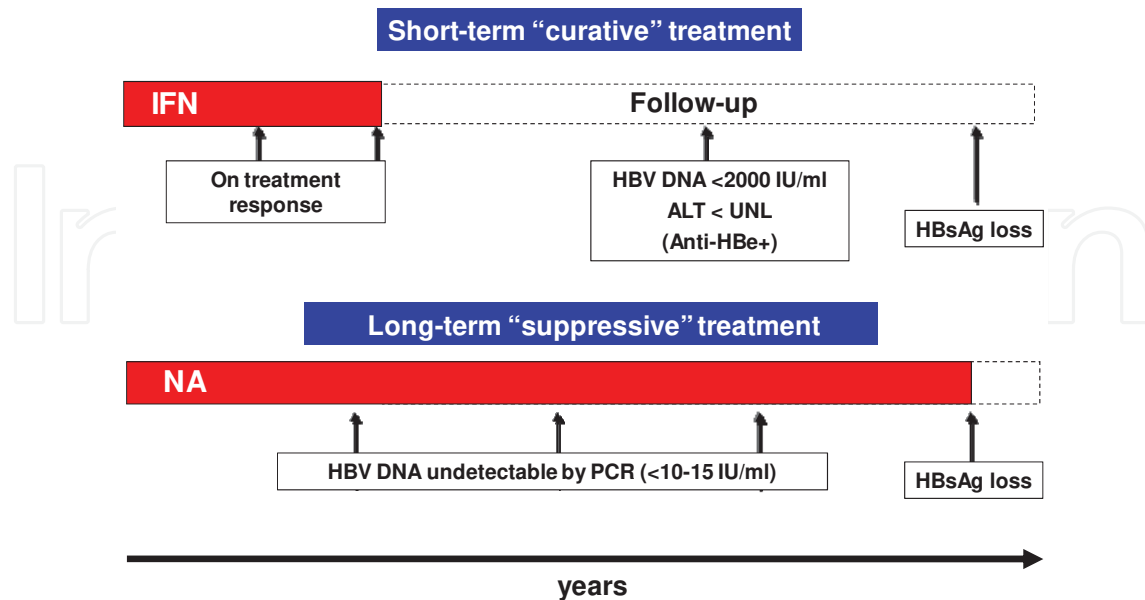 Short-term “curative” treatment
IFN
Follow-up
On treatment
response
HBV DNA <2000 IU/ml
ALT < UNL
(Anti-HBe+)
HBsAg loss
Long-term “suppressive” treatment
NA
HBV DNA undetectable by PCR (<10-15 IU/ml)
HBsAg loss
years